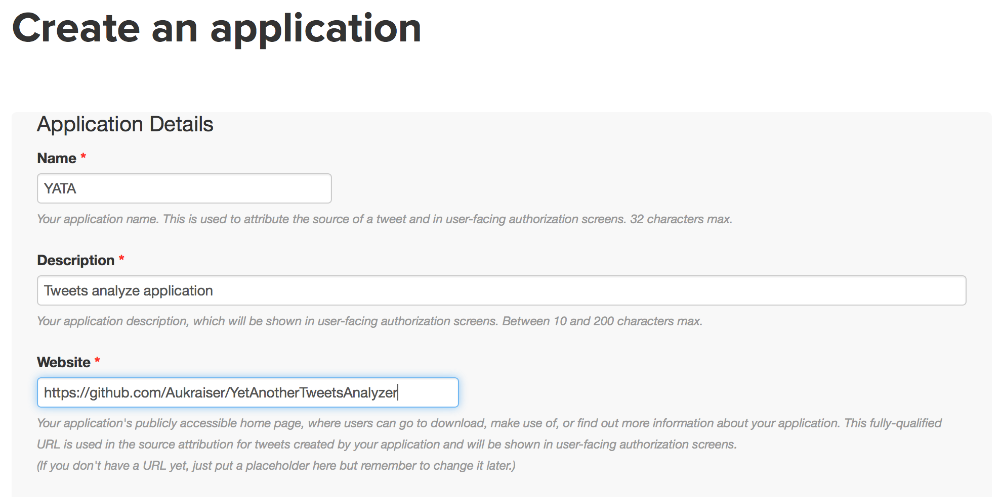 Create an application
Application Details
Name *
YATA
Your application name. This is used to attribute the source of a tweet and in user-facing authorization screens. 32 characters max.
Description *
Tweets analyze application
Your application description, which will be shown in user-facing authorization screens. Between 10 and 200 characters max.
Website *
https://github.com/Aukraiser/YetAnotherTweetsAnalyzer
Your application's publicly accessible home page, where users can go to download, make use of, or find out more information about your application. This fully-qualified
URL is used in the source attribution for tweets created by your application and will be shown in user-facing authorization screens.
(If you don't have a URL yet, just put a placeholder here but remember to change it later.)